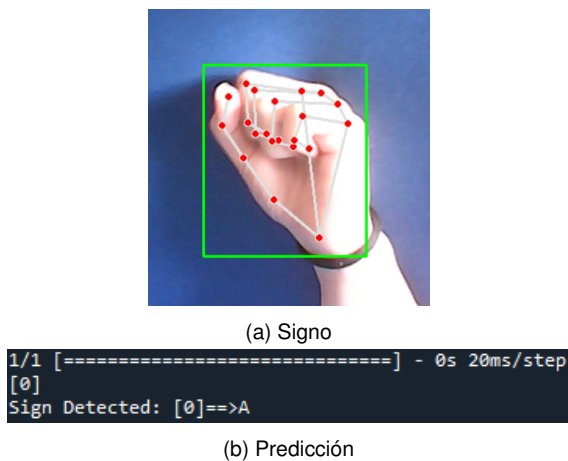 (a) Signo
1/1 [==============================] - 0s 20ms/step
[0]
Sign Detected: [0]==>A
(b) Predicción